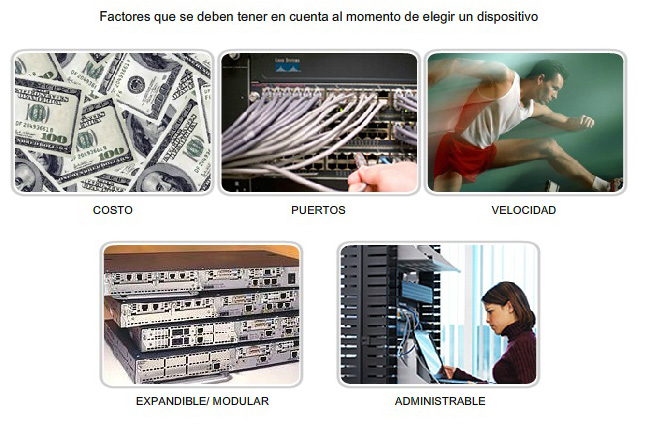 Factores que se deben tener en cuenta al momento de elegir un dispositivo
COSTO
PUERTOS
VELOCIDAD
EXPANDIBLE/ MODULAR
ADMINISTRABLE